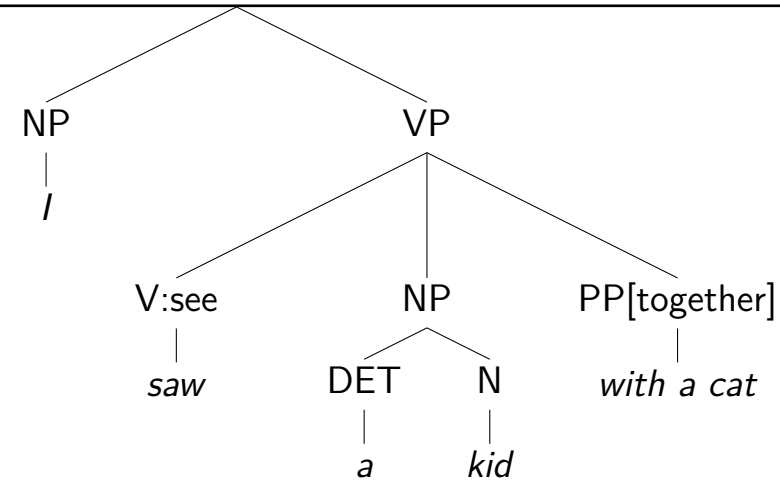 NP VP
I
V:see NP PP[together]
saw DET N with a cat
a kid